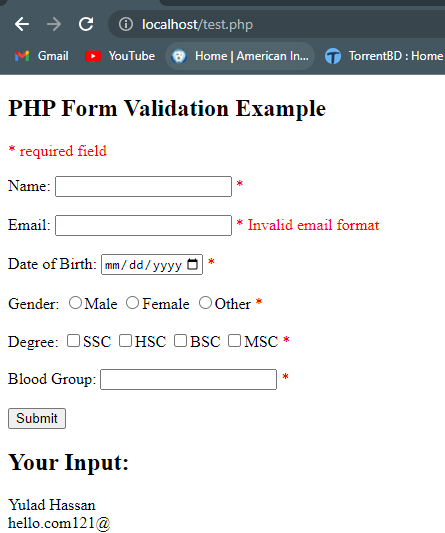 localhost/test.php
Gmail YouTube Home | American In... TorrentBD : Home
PHP Form Validation Example
* required field
Name: *
Email: * Invalid email format
Date of Birth: mm/dd/yyyy *
Gender: Male Female Other *
Degree: SSC HSC BSC MSC *
Blood Group: *
Submit
Your Input:
Yulad Hassan
hello.com121@